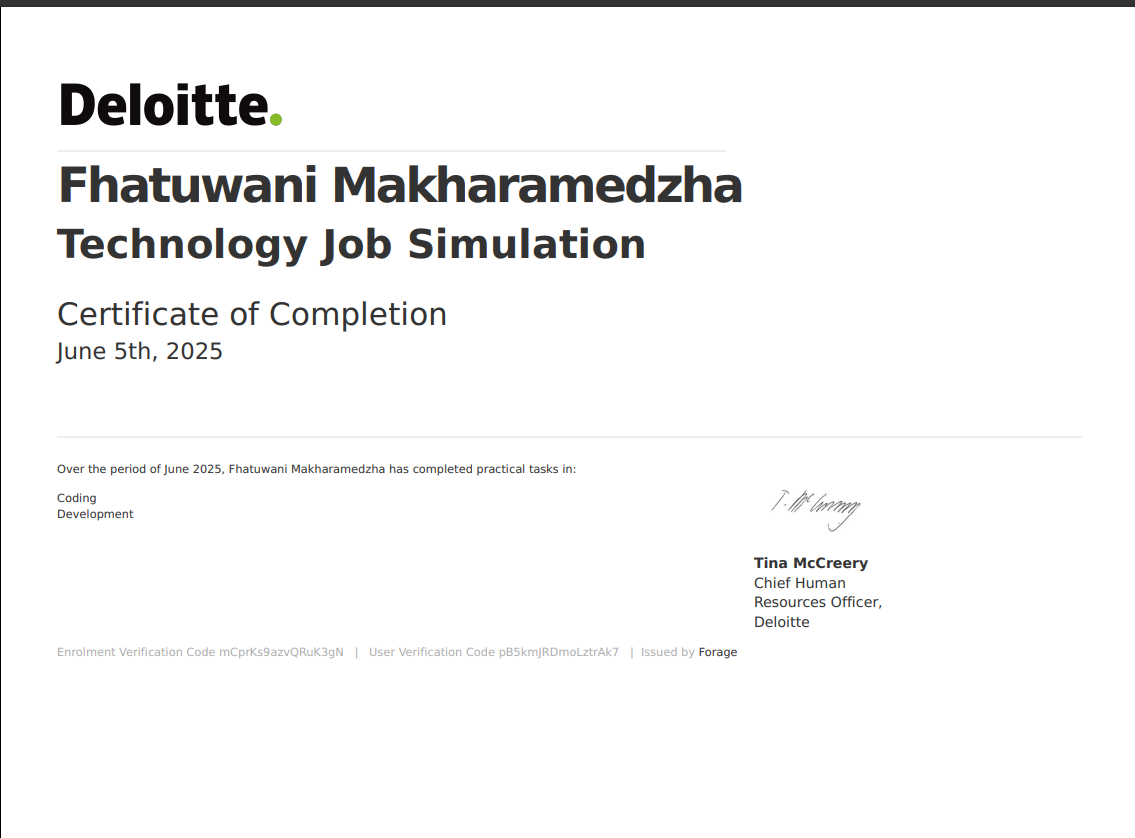 Deloitte.
Fhatuwani Makharamedzha
Technology Job Simulation
Certificate of Completion
June 5th, 2025
Over the period of June 2025, Fhatuwani Makharamedzha has completed practical tasks in:
Coding
Development
T. McCreery
Tina McCreery
Chief Human
Resources Officer,
Deloitte
Enrolment Verification Code mCprKs9azvQRuK3gN | User Verification Code pB5kmJRDmoLztrAk7 | Issued by Forage